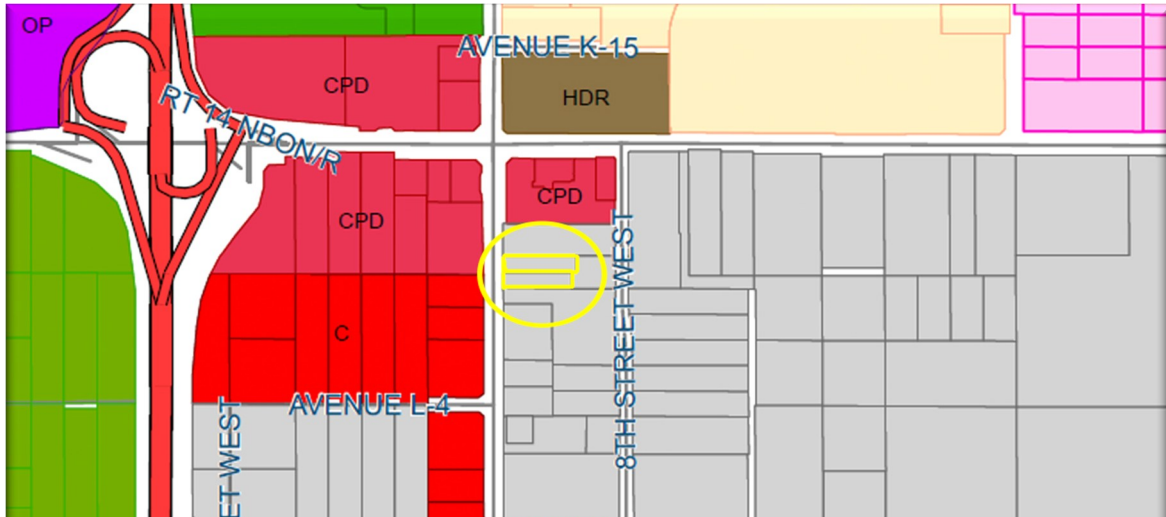 OP
AVENUE K-15
CPD
HDR
RT 14 NBON/R
CPD
CPD
8TH STREET WEST
C
AVENUE L-4
ET WEST